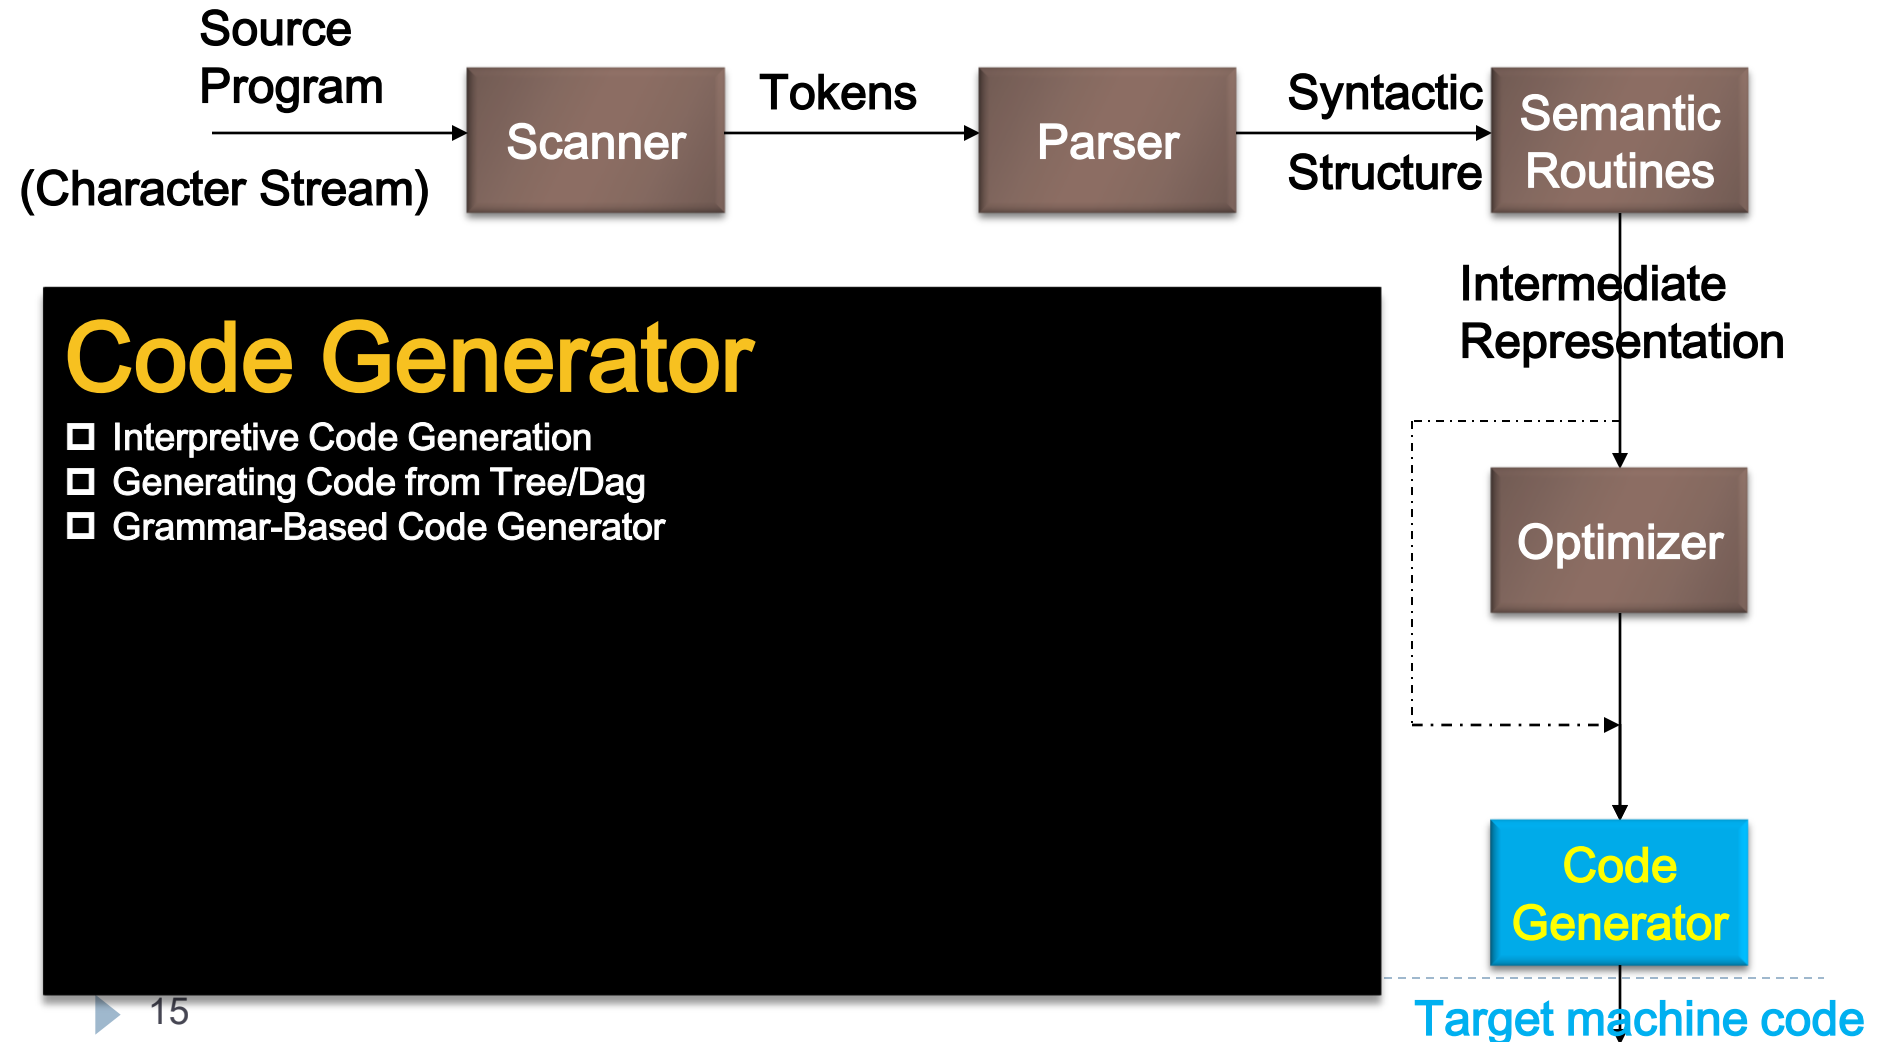 Source
Program
(Character Stream)
Scanner
Tokens
Parser
Syntactic
Structure
Semantic
Routines
Intermediate
Representation
Code Generator
Interpretive Code Generation
Generating Code from Tree/Dag
Grammar-Based Code Generator
Optimizer
Code
Generator
Target machine code
15